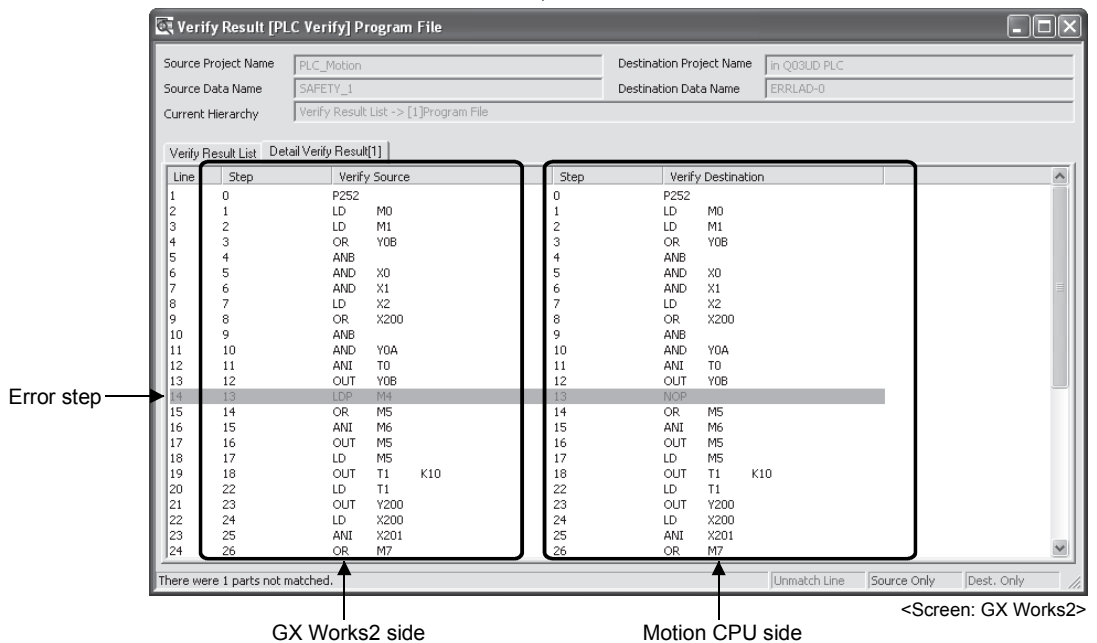 Verify Result [PLC Verify] Program File
Source Project Name PLC_Motion Destination Project Name in Q03UD PLC
Source Data Name SAFETY_1 Destination Data Name ERRLAD-0
Current Hierarchy Verify Result List -> [1]Program File
Verify Result List Detail Verify Result[1]
Line Step Verify Source Step Verify Destination
1 0 P252 0 P252
2 1 LD M0 1 LD M0
3 2 LD M1 2 LD M1
4 3 OR Y0B 3 OR Y0B
5 4 ANB 4 ANB
6 5 AND X0 5 AND X0
7 6 AND X1 6 AND X1
8 7 LD X2 7 LD X2
9 8 OR X200 8 OR X200
10 9 ANB 9 ANB
11 10 AND Y0A 10 AND Y0A
12 11 ANI T0 11 ANI T0
13 12 OUT Y0B 12 OUT Y0B
Error step 14 13 LDP M4 13 NOP
15 14 OR M5 14 OR M5
16 15 ANI M6 15 ANI M6
17 16 OUT M5 16 OUT M5
18 17 LD M5 17 LD M5
19 18 OUT T1 K10 18 OUT T1 K10
20 22 LD T1 22 LD T1
21 23 OUT Y200 23 OUT Y200
22 24 LD X200 24 LD X200
23 25 ANI X201 25 ANI X201
24 26 OR M7 26 OR M7
There were 1 parts not matched. Unmatch Line Source Only Dest. Only
<Screen: GX Works2>
GX Works2 side Motion CPU side